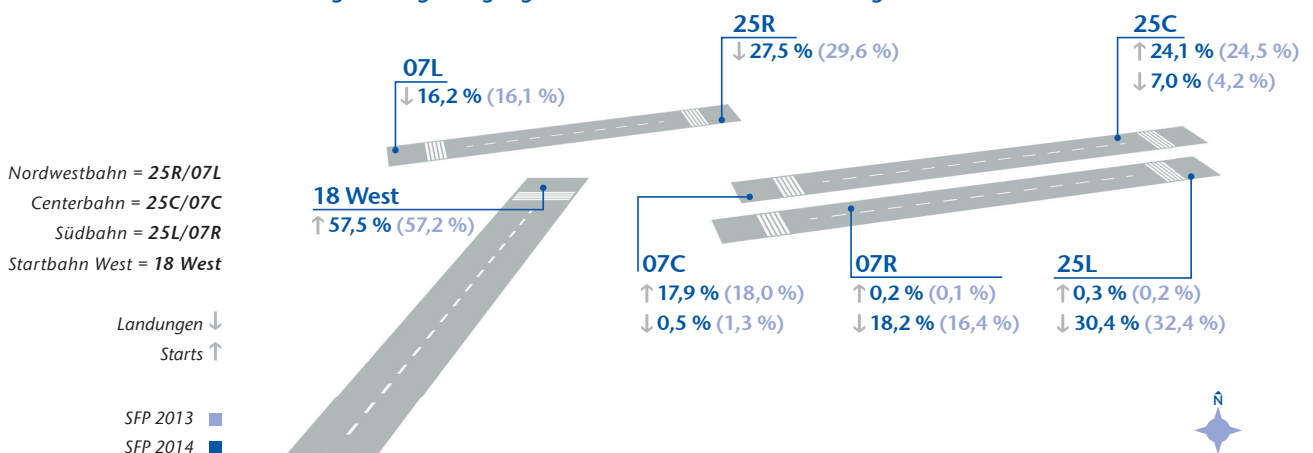 25R
↓ 27,5 % (29,6 %)
25C
↑ 24,1 % (24,5 %)
↓ 7,0 % (4,2 %)
07L
↓ 16,2 % (16,1 %)
Nordwestbahn = 25R/07L
Centerbahn = 25C/07C
Südbahn = 25L/07R
Startbahn West = 18 West
18 West
↑ 57,5 % (57,2 %)
07C
↑ 17,9 % (18,0 %)
↓ 0,5 % (1,3 %)
07R
↑ 0,2 % (0,1 %)
↓ 18,2 % (16,4 %)
25L
↑ 0,3 % (0,2 %)
↓ 30,4 % (32,4 %)
Landungen ↓
Starts ↑
SFP 2013
SFP 2014
N